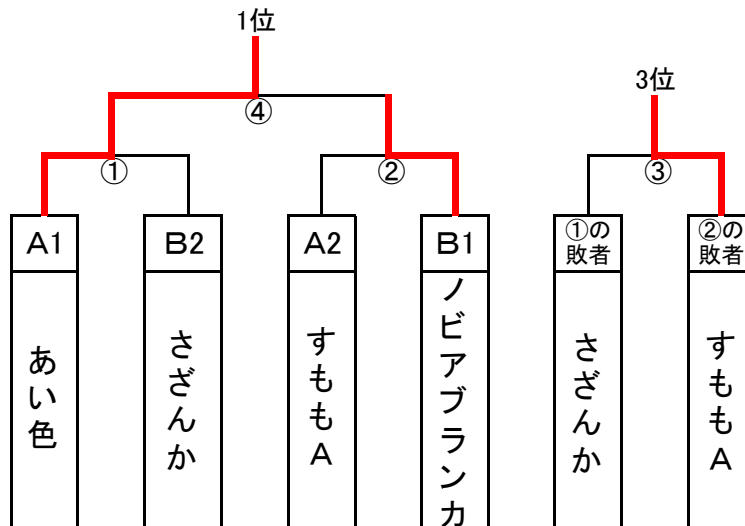 1位
3位
④
①
②
③
A1
B2
A2
B1
①の
敗者
②の
敗者
あい色
さざんか
すももA
ノビアブランカ
さざんか
すももA